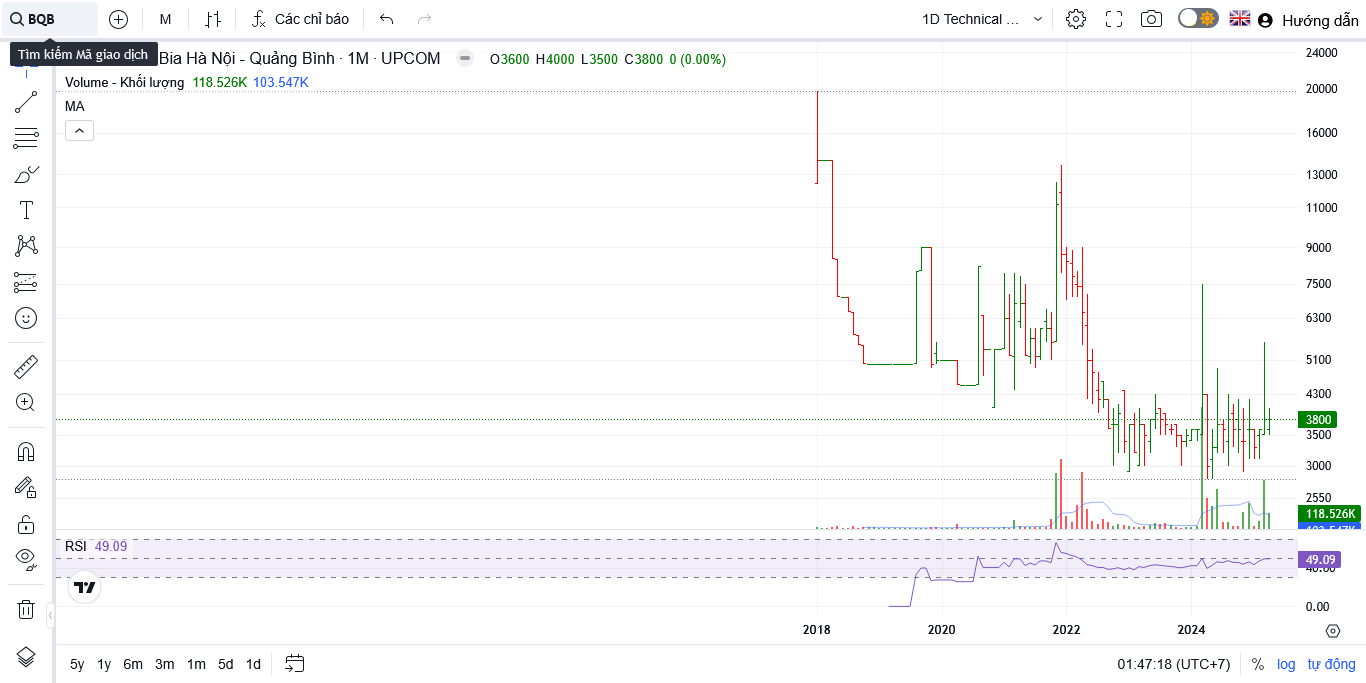 BQB
M
Các chỉ báo
1D Technical ...
Hướng dẫn
Tìm kiếm Mã giao dịch
Bia Hà Nội - Quảng Bình · 1M · UPCOM
O3600 H4000 L3500 C3800 0 (0.00%)
Volume - Khối lượng 118.526K 103.547K
MA
24000
20000
16000
13000
11000
9000
7500
6300
5100
4300
3800
3500
3000
2550
118.526K
103.547K
RSI 49.09
49.09
40.00
0.00
2018
2020
2022
2024
5y 1y 6m 3m 1m 5d 1d
01:47:18 (UTC+7)
% log tự động